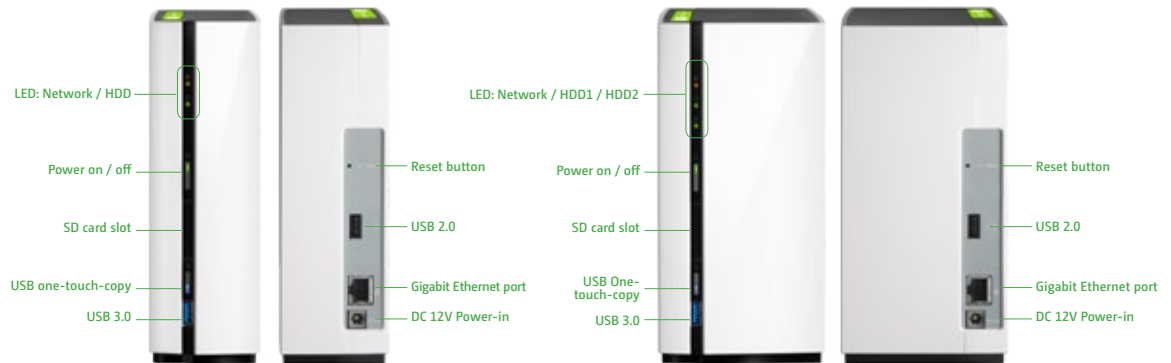 LED: Network / HDD
Power on / off
SD card slot
USB one-touch-copy
USB 3.0
Reset button
USB 2.0
Gigabit Ethernet port
DC 12V Power-in
LED: Network / HDD1 / HDD2
Power on / off
SD card slot
USB One-
touch-copy
USB 3.0
Reset button
USB 2.0
Gigabit Ethernet port
DC 12V Power-in